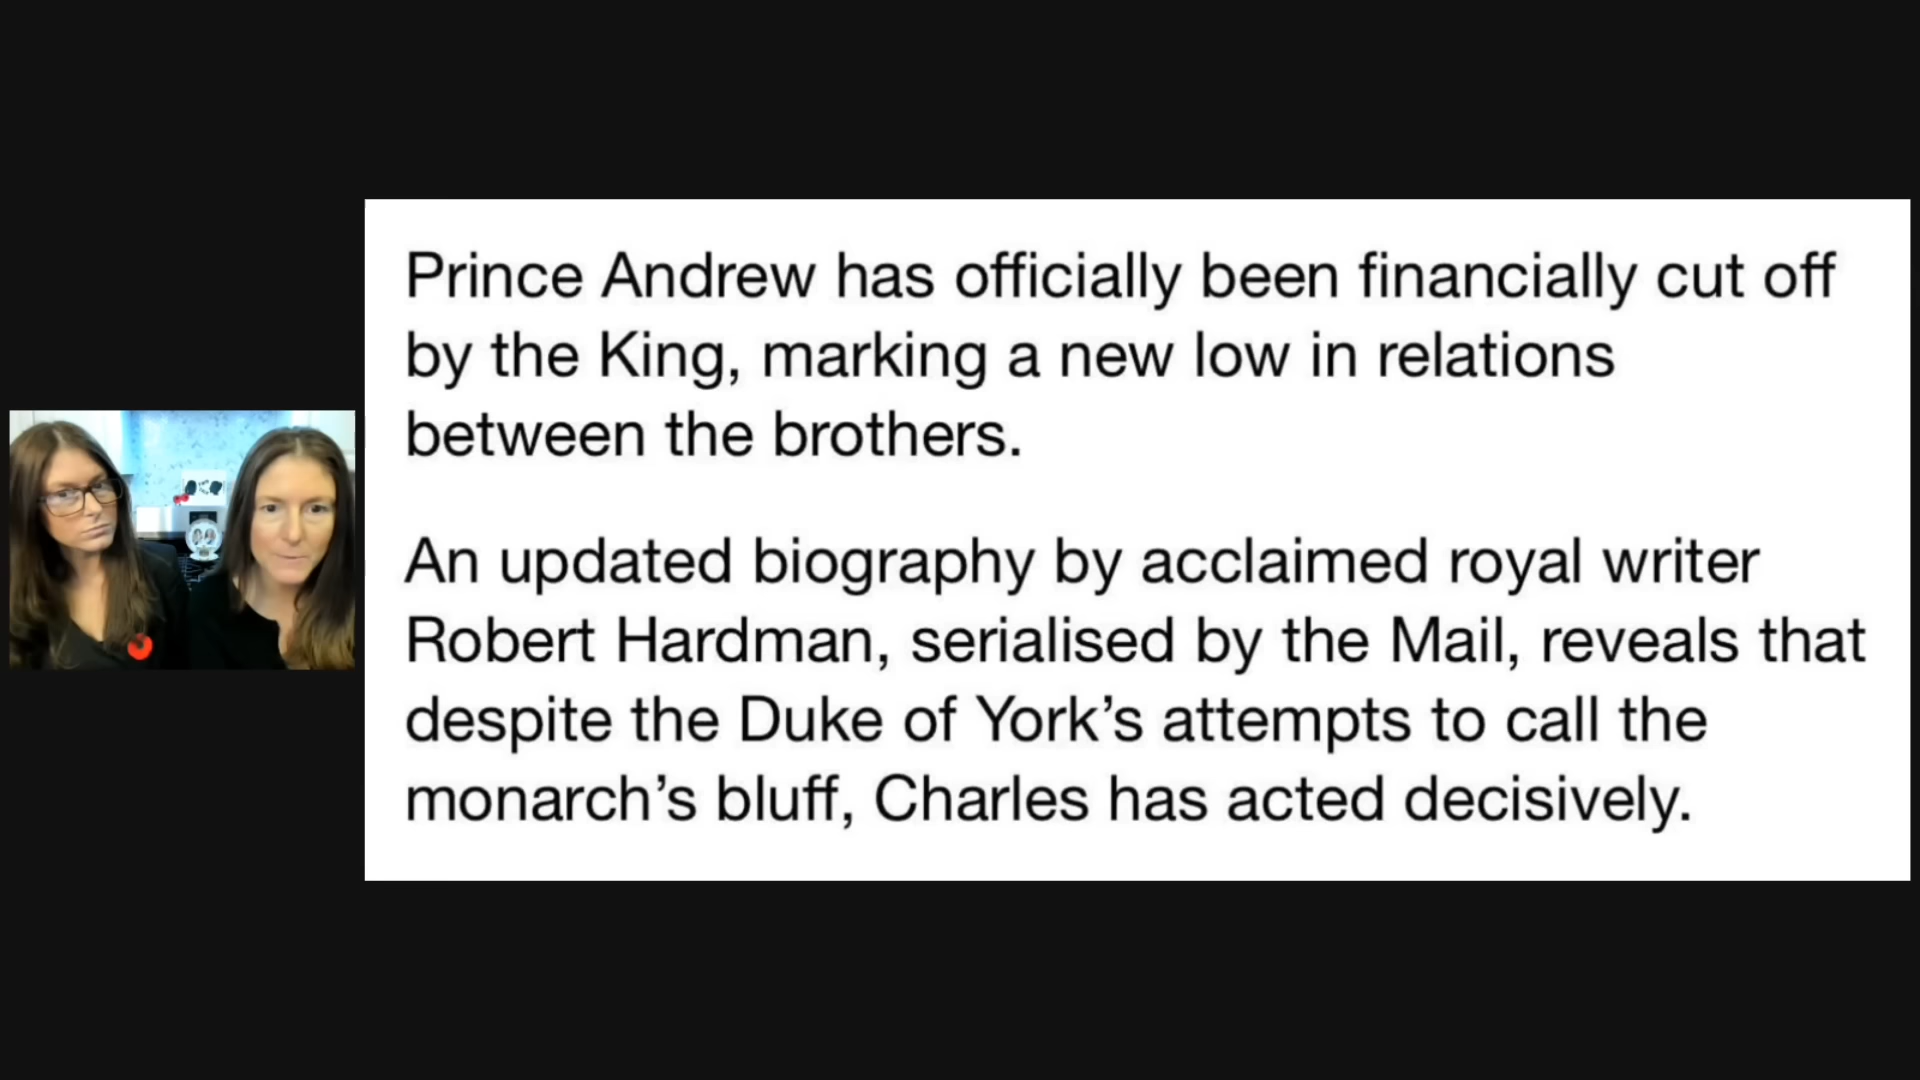 Prince Andrew has officially been financially cut off
by the King, marking a new low in relations
between the brothers.
An updated biography by acclaimed royal writer
Robert Hardman, serialised by the Mail, reveals that
despite the Duke of York’s attempts to call the
monarch’s bluff, Charles has acted decisively.